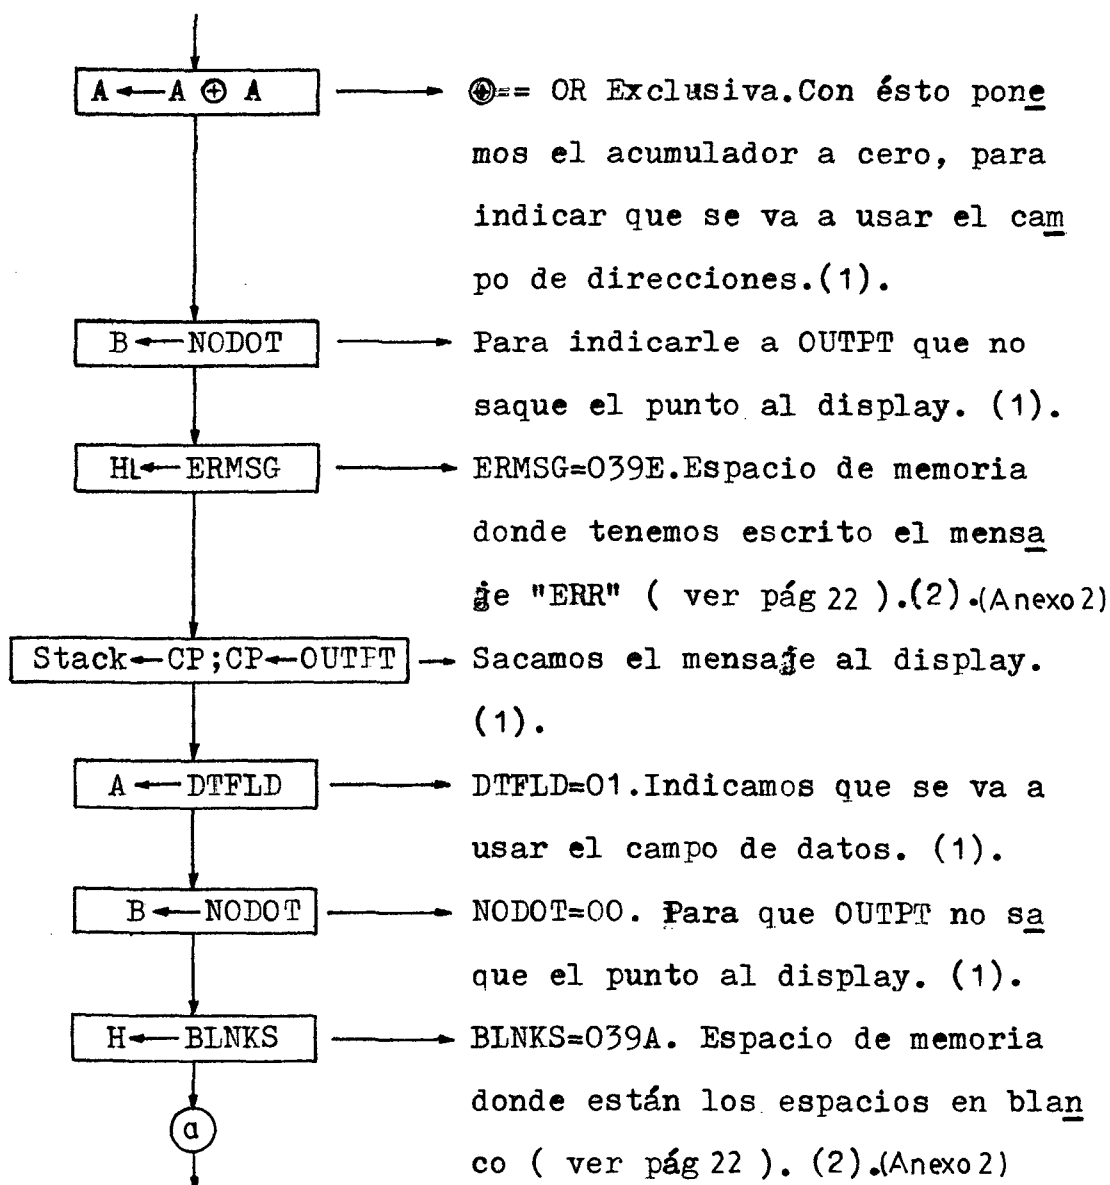 A ← A ⊕ A → ⊕== OR Exclusiva.Con ésto pone
mos el acumulador a cero, para
indicar que se va a usar el cam
po de direcciones.(1).
B ← NODOT → Para indicarle a OUTPT que no
saque el punto al display. (1).
HL ← ERMSG → ERMSG=039E.Espacio de memoria
donde tenemos escrito el mensa
je "ERR" ( ver pág 22 ).(2).(Anexo 2)
Stack←CP;CP←OUTPT → Sacamos el mensaje al display.
(1).
A ← DTFLD → DTFLD=01.Indicamos que se va a
usar el campo de datos. (1).
B ← NODOT → NODOT=00. Para que OUTPT no sa
que el punto al display. (1).
H ← BLNKS → BLNKS=039A. Espacio de memoria
donde están los espacios en blan
a
co ( ver pág 22 ). (2).(Anexo 2)